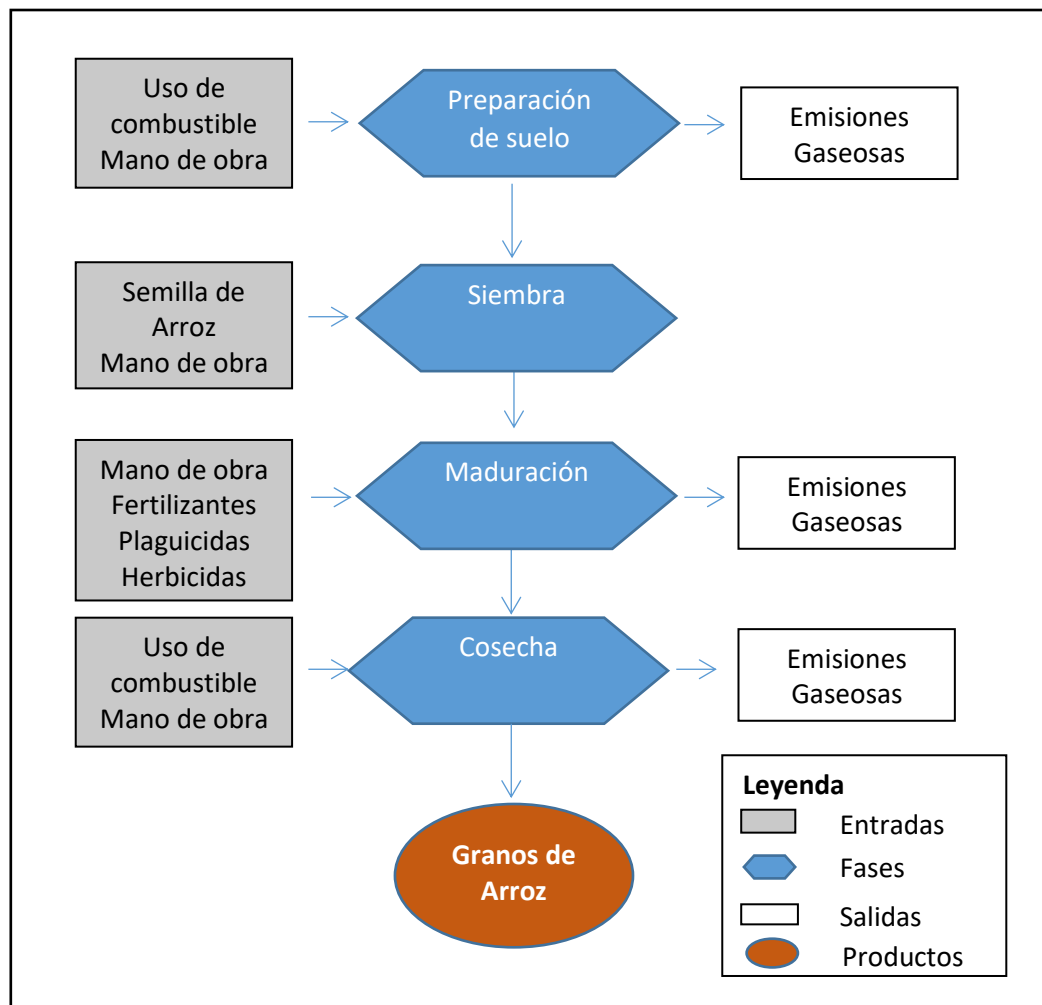 Uso de
combustible
Mano de obra
Preparación
de suelo
Emisiones
Gaseosas
Semilla de
Arroz
Mano de obra
Siembra
Mano de obra
Fertilizantes
Plaguicidas
Herbicidas
Maduración
Emisiones
Gaseosas
Uso de
combustible
Mano de obra
Cosecha
Emisiones
Gaseosas
Granos de
Arroz
Leyenda
Entradas
Fases
Salidas
Productos